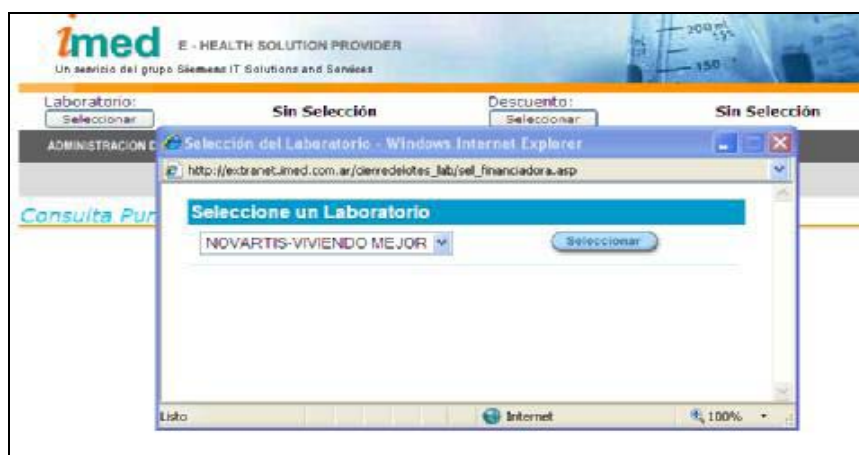 imed E - HEALTH SOLUTION PROVIDER
Un servicio del grupo Siemens IT Solutions and Services
200 ml
150
Laboratorio:
Seleccionar
Sin Selección
Descuento:
Seleccionar
Sin Selección
ADMINISTRACION D
Selección del Laboratorio - Windows Internet Explorer
http://extranet.imed.com.ar/cierredelotes_lab/sel_financiadora.asp
Consulta Pun
Seleccione un Laboratorio
NOVARTIS-VIVIENDO MEJOR
Seleccionar
Listo
Internet
100%